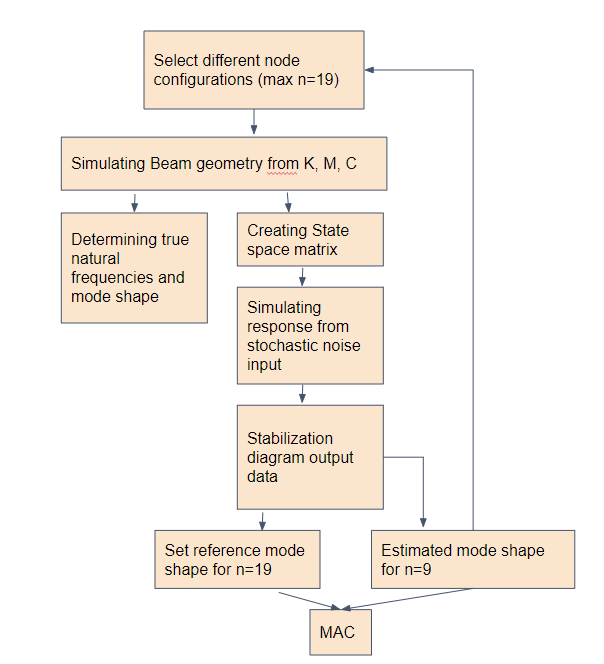 Select different node
configurations (max n=19)
Simulating Beam geometry from K, M, C
Determining true
natural
frequencies and
mode shape
Creating State
space matrix
Simulating
response from
stochastic noise
input
Stabilization
diagram output
data
Set reference mode
shape for n=19
Estimated mode shape
for n=9
MAC